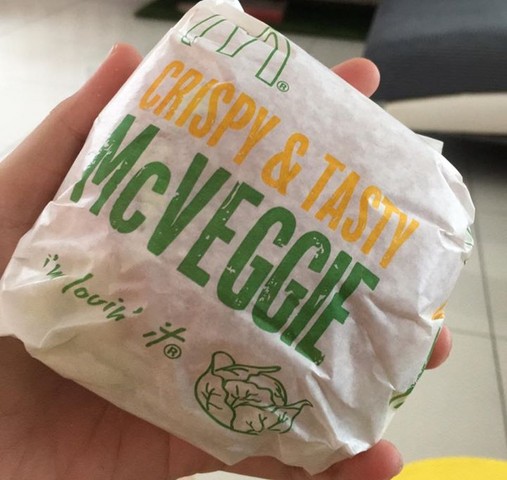 ®
CRISPY & TASTY
McVEGGIE
i'm lovin' it®